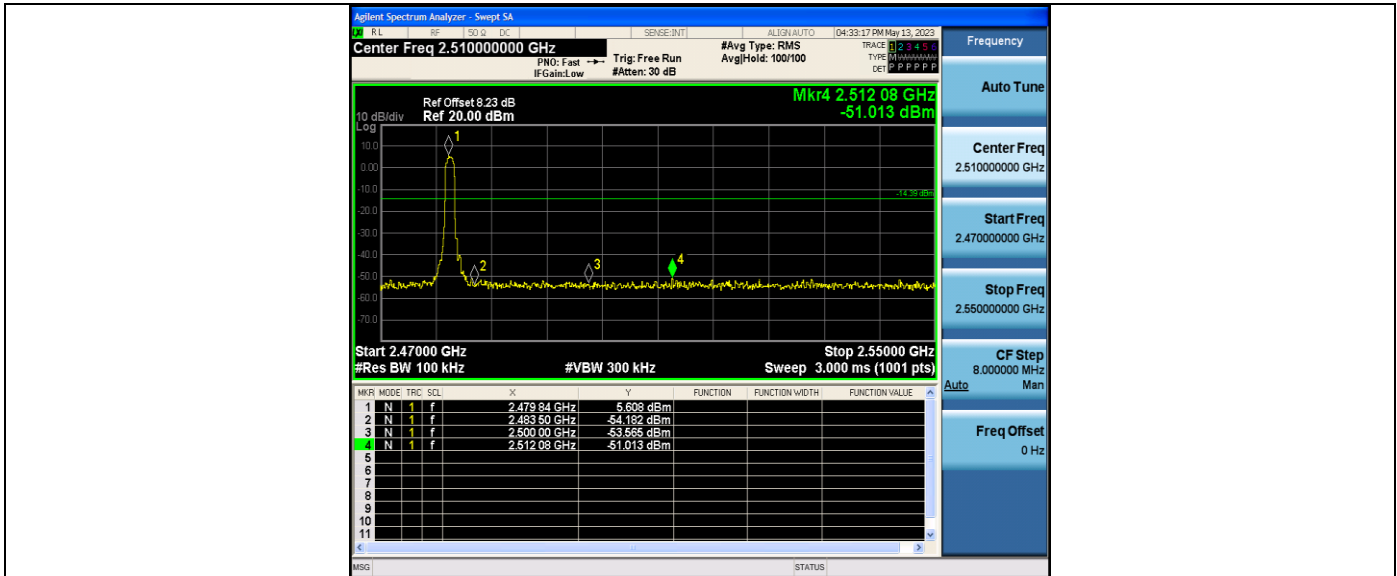 Agilent Spectrum Analyzer - Swept SA
RL RF 50 Ω DC SENSE:INT ALIGN AUTO 04:33:17 PM May 13, 2023
Center Freq 2.510000000 GHz
PNO: Fast
IFGain:Low
Trig: Free Run
#Atten: 30 dB
#Avg Type: RMS
Avg|Hold: 100/100
TRACE 1 2 3 4 5 6
TYPE M WWWWW
DET P P P P P P
Mkr4 2.512 08 GHz
-51.013 dBm
Ref Offset 8.23 dB
10 dB/div Ref 20.00 dBm
Log
10.0
0.00
-10.0
-20.0
-30.0
-40.0
-50.0
-60.0
-70.0
1
2
3
4
-14.39 dBm
Start 2.47000 GHz Stop 2.55000 GHz
#Res BW 100 kHz #VBW 300 kHz Sweep 3.000 ms (1001 pts)
MKR MODE TRC SCL X Y FUNCTION FUNCTION WIDTH FUNCTION VALUE
1 N 1 f 2.479 84 GHz 5.608 dBm
2 N 1 f 2.483 50 GHz -54.182 dBm
3 N 1 f 2.500 00 GHz -53.565 dBm
4 N 1 f 2.512 08 GHz -51.013 dBm
5
6
7
8
9
10
11
MSG STATUS
Frequency
Auto Tune
Center Freq
2.510000000 GHz
Start Freq
2.470000000 GHz
Stop Freq
2.550000000 GHz
CF Step
8.000000 MHz
Auto Man
Freq Offset
0 Hz